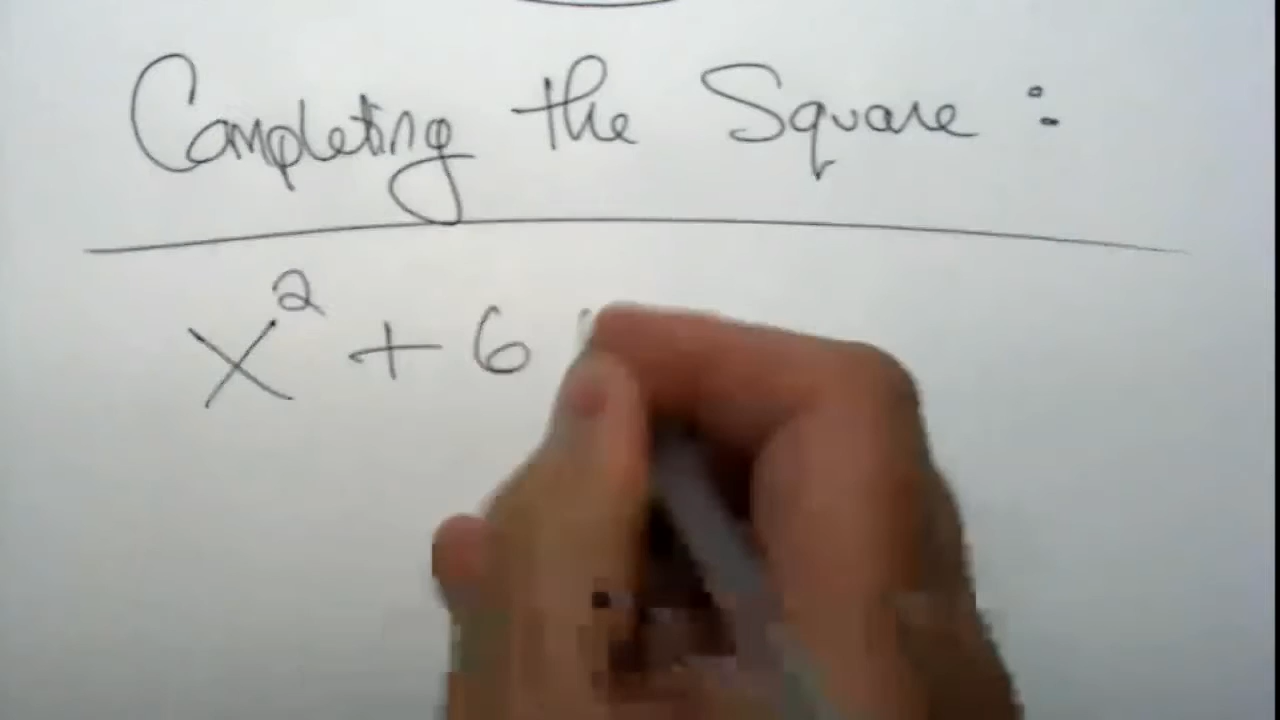 Completing the Square :
x² + 6